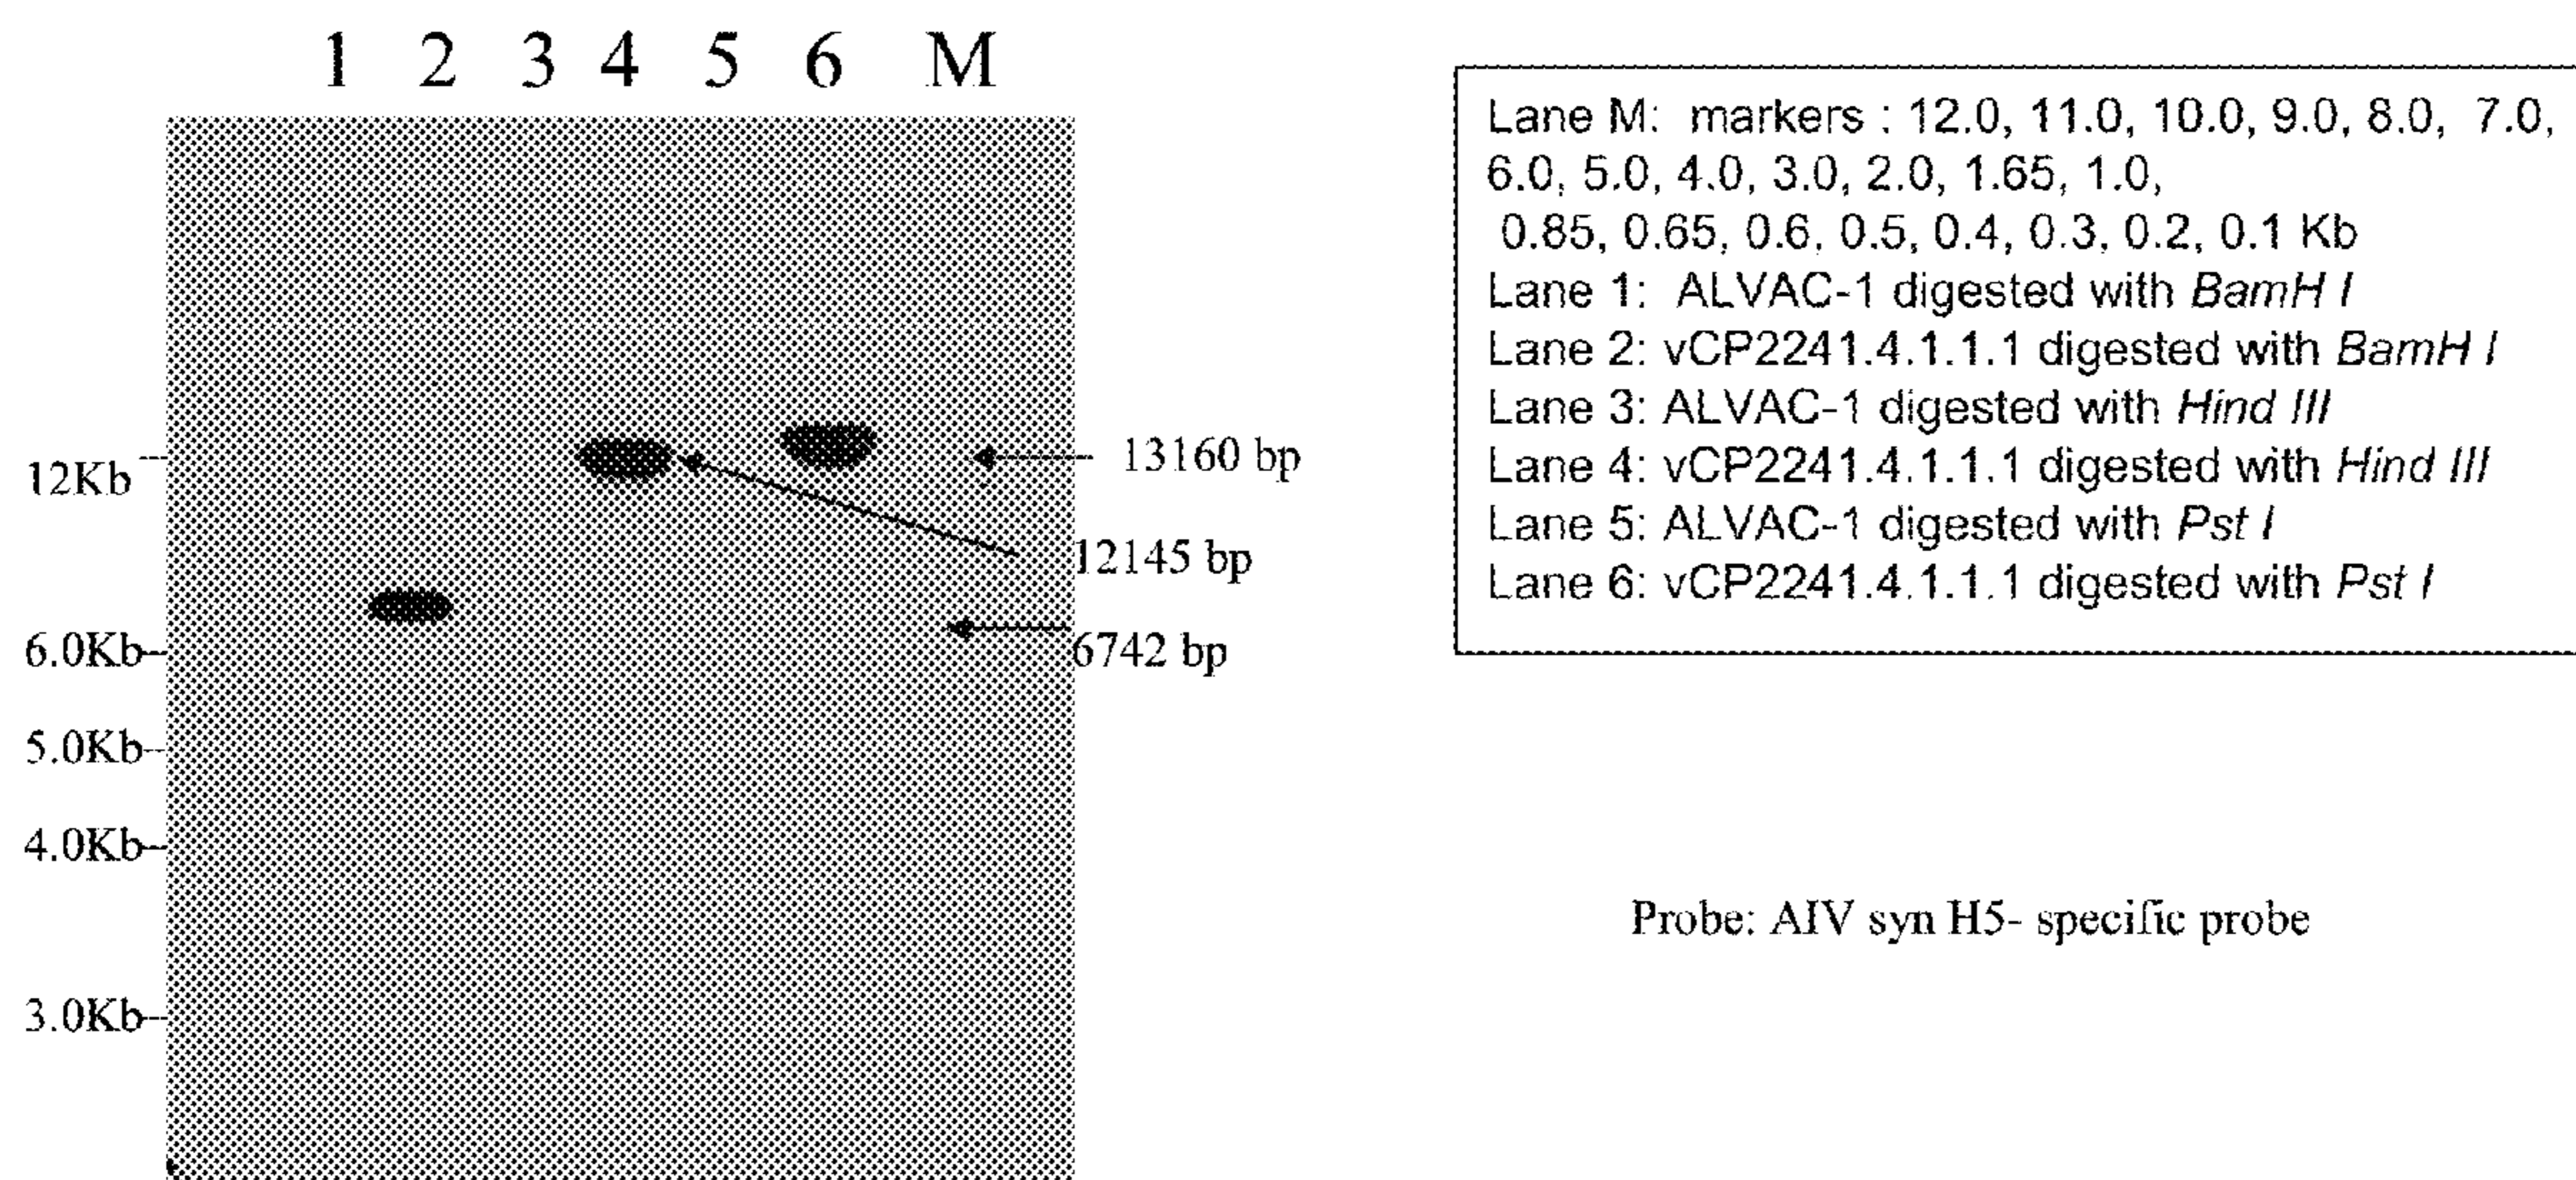 1 2 3 4 5 6 M
12Kb
6.0Kb
5.0Kb
4.0Kb
3.0Kb
13160 bp
12145 bp
6742 bp
Lane M: markers : 12.0, 11.0, 10.0, 9.0, 8.0, 7.0,
6.0, 5.0, 4.0, 3.0, 2.0, 1.65, 1.0,
0.85, 0.65, 0.6, 0.5, 0.4, 0.3, 0.2, 0.1 Kb
Lane 1: ALVAC-1 digested with BamH I
Lane 2: vCP2241.4.1.1.1 digested with BamH I
Lane 3: ALVAC-1 digested with Hind III
Lane 4: vCP2241.4.1.1.1 digested with Hind III
Lane 5: ALVAC-1 digested with Pst I
Lane 6: vCP2241.4.1.1.1 digested with Pst I
Probe: AIV syn H5- specific probe